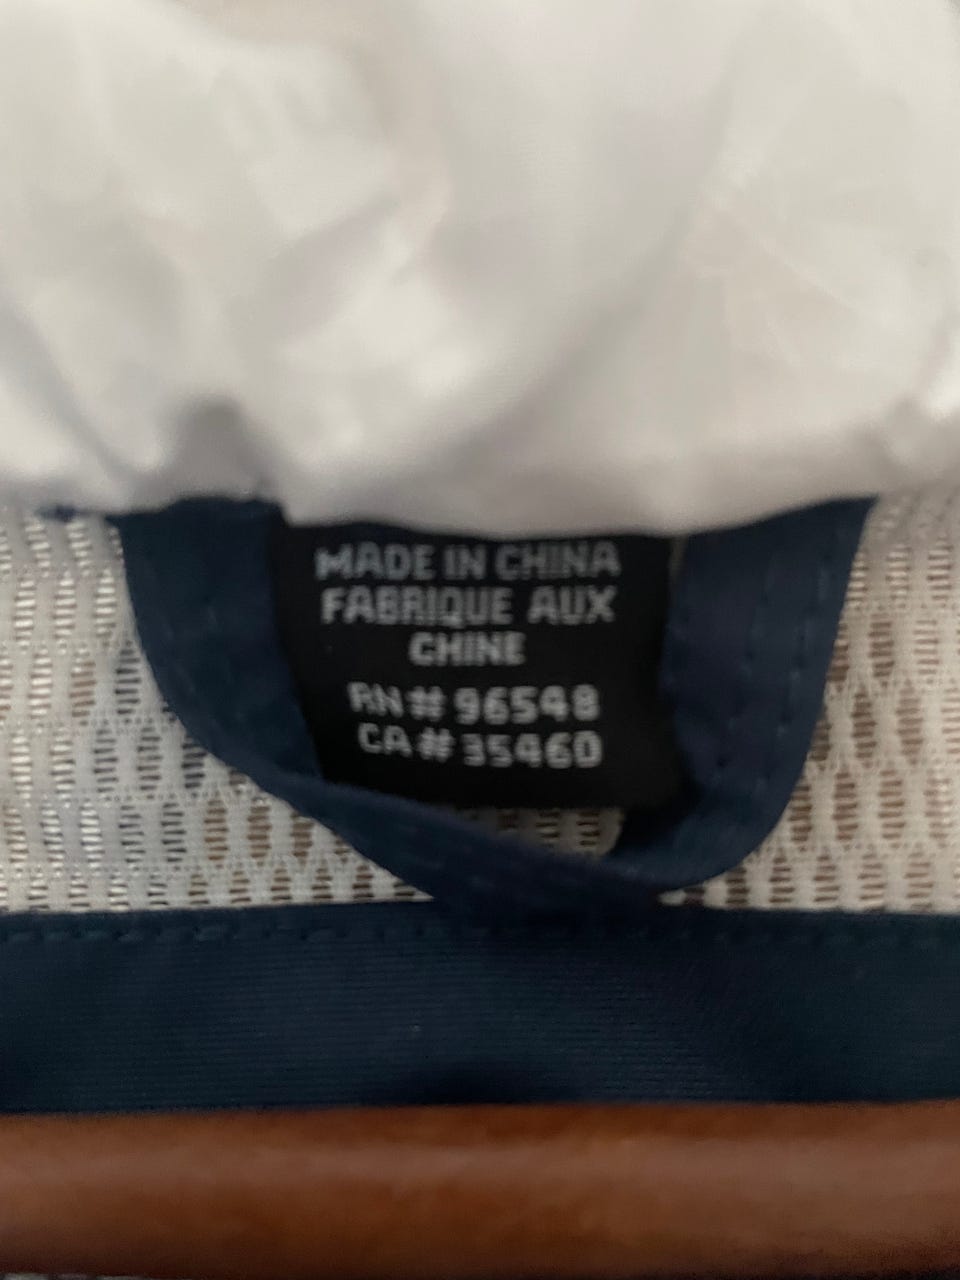 MADE IN CHINA
FABRIQUE AUX
CHINE
RN# 96548
CA# 35460